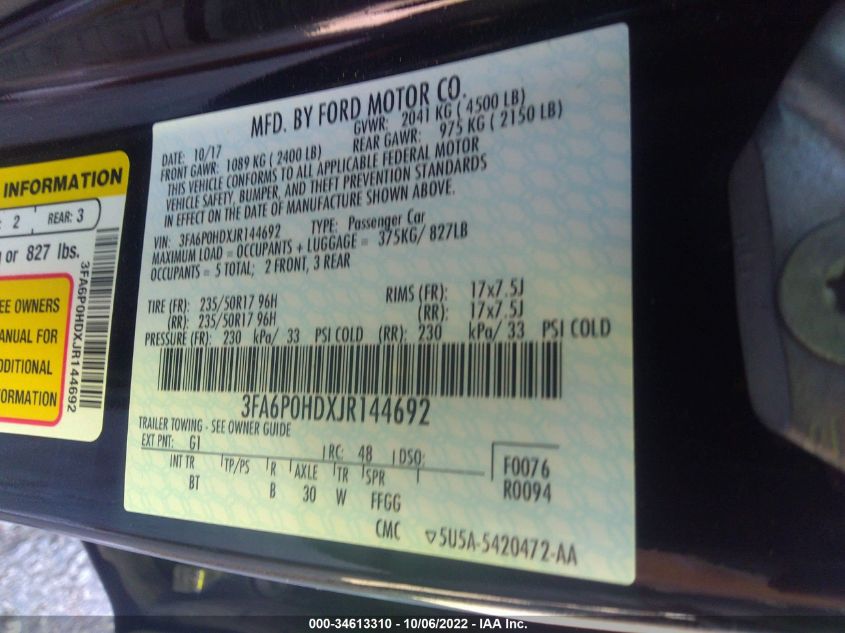 INFORMATION
2 REAR: 3
or 827 lbs.
OWNERS
MANUAL FOR
3FA6P0HDXJR144692
MFD. BY FORD MOTOR CO.
DATE: 10/17 GVWR: 2041 KG ( 4500 LB)
FRONT GAWR: 1089 KG ( 2400 LB) REAR GAWR: 975 KG ( 2150 LB)
THIS VEHICLE CONFORMS TO ALL APPLICABLE FEDERAL MOTOR
VEHICLE SAFETY, BUMPER, AND THEFT PREVENTION STANDARDS
IN EFFECT ON THE DATE OF MANUFACTURE SHOWN ABOVE.
VIN: 3FA6P0HDXJR144692 TYPE: Passenger Car
MAXIMUM LOAD = OCCUPANTS + LUGGAGE = 375KG/ 827LB
OCCUPANTS = 5 TOTAL; 2 FRONT, 3 REAR
TIRE (FR): 235/50R17 96H RIMS (FR): 17x7.5J
(RR): 235/50R17 96H (RR): 17x7.5J
PRESSURE (FR): 230 kPa/ 33 PSI COLD (RR): 230 kPa/ 33 PSI COLD
3FA6P0HDXJR144692
TRAILER TOWING - SEE OWNER GUIDE
EXT PNT: G1 RC: 48 DSO: F0076
INT TR TP/PS R AXLE TR SPR R0094
BT B 30 W FFGG
CMC ▽5U5A-5420472-AA
000-34613310 - 10/06/2022 - IAA Inc.